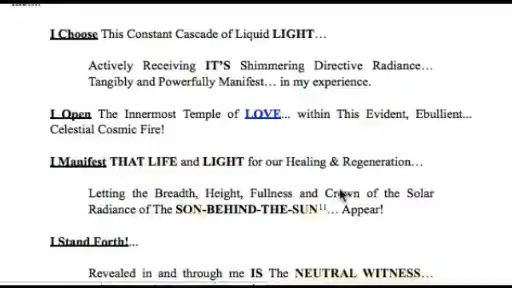 I Choose This Constant Cascade of Liquid LIGHT…
Actively Receiving IT'S Shimmering Directive Radiance…
Tangibly and Powerfully Manifest… in my experience.
I Open The Innermost Temple of LOVE... within This Evident, Ebullient...
Celestial Cosmic Fire!
I Manifest THAT LIFE and LIGHT for our Healing & Regeneration…
Letting the Breadth, Height, Fullness and Crown of the Solar
Radiance of The SON-BEHIND-THE-SUN¹¹… Appear!
I Stand Forth!...
Revealed in and through me IS The NEUTRAL WITNESS…